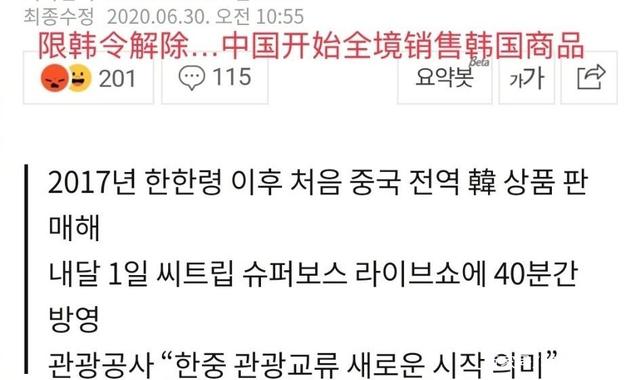 최종수정 2020.06.30. 오전 10:55
限韩令解除…中国开始全境销售韩国商品
201
115
요약봇 beta
가가
2017년 한한령 이후 처음 중국 전역 韓 상품 판
매해
내달 1일 씨트립 슈퍼보스 라이브쇼에 40분간
방영
관광공사 “한중 관광교류 새로운 시작 의미”